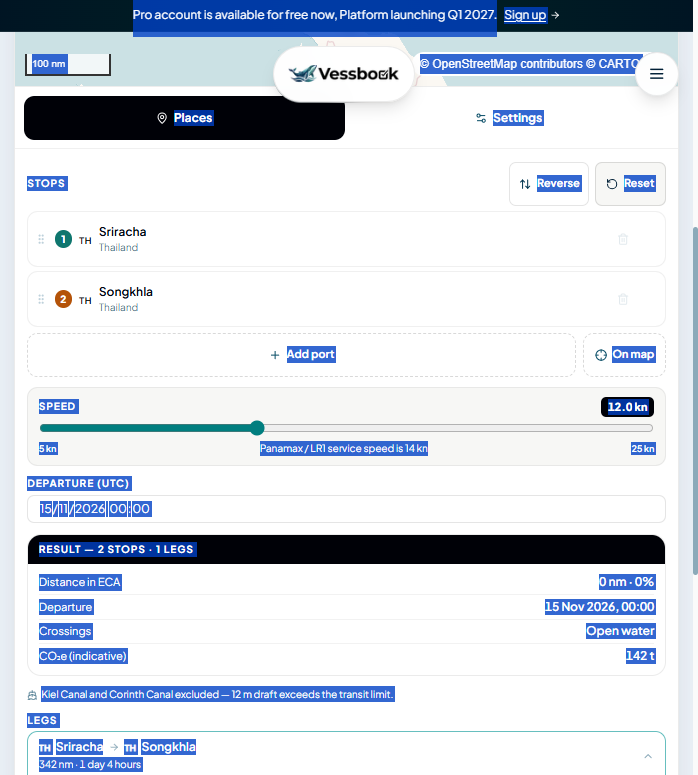 Pro account is available for free now, Platform launching Q1 2027. Sign up →
100 nm
Vessbook
© OpenStreetMap contributors © CARTO
Places
Settings
STOPS
Reverse
Reset
1 TH Sriracha
Thailand
2 TH Songkhla
Thailand
+ Add port
On map
SPEED
12.0 kn
5 kn
Panamax / LR1 service speed is 14 kn
25 kn
DEPARTURE (UTC)
15/11/2026 00:00
RESULT — 2 STOPS · 1 LEGS
Distance in ECA 0 nm · 0%
Departure 15 Nov 2026, 00:00
Crossings Open water
CO₂e (indicative) 142 t
Kiel Canal and Corinth Canal excluded — 12 m draft exceeds the transit limit.
LEGS
TH Sriracha → TH Songkhla
342 nm · 1 day 4 hours